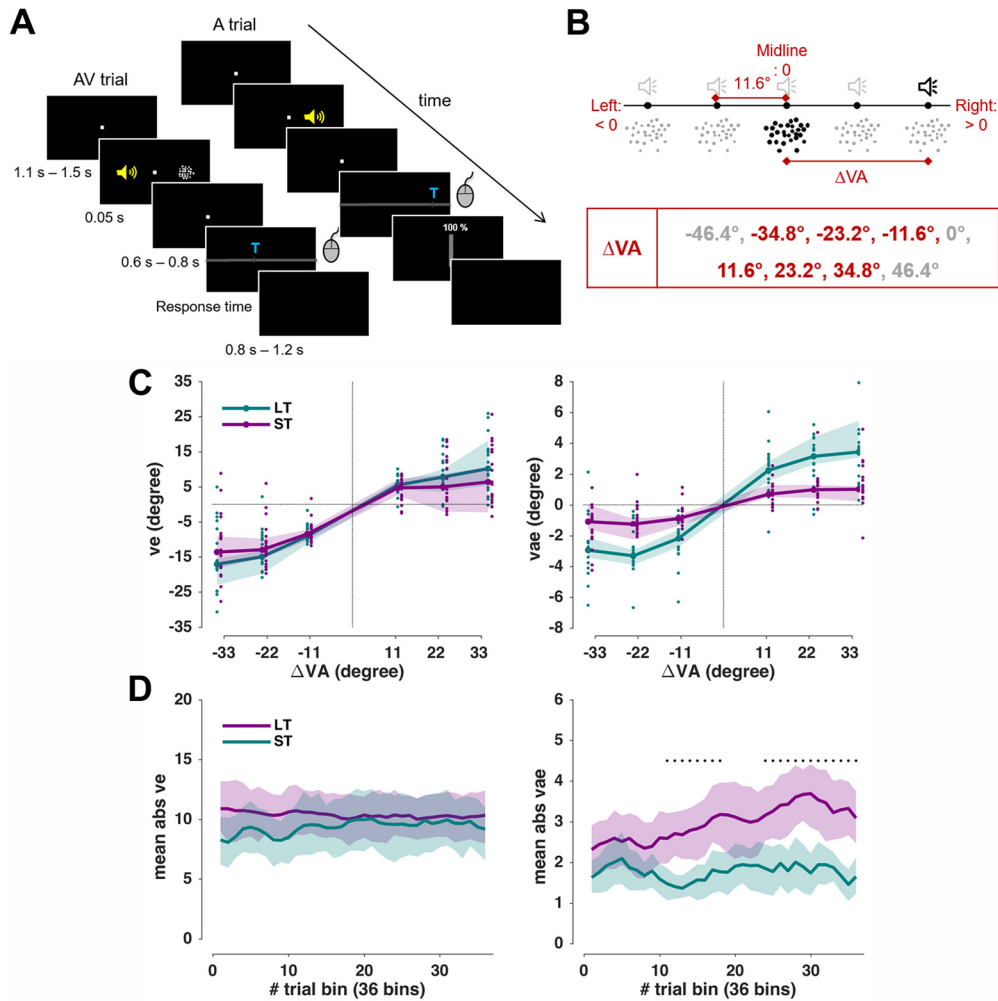 A
A trial
AV trial
time
1.1 s – 1.5 s
0.05 s
T
100 %
T
0.6 s – 0.8 s
Response time
0.8 s – 1.2 s
B
Midline
: 0
11.6°
Left:
< 0
Right:
> 0
ΔVA
ΔVA
-46.4°, -34.8°, -23.2°, -11.6°, 0°,
11.6°, 23.2°, 34.8°, 46.4°
C
LT
ST
ve (degree)
35
25
15
5
-5
-15
-25
-35
-33 -22 -11 11 22 33
ΔVA (degree)
vae (degree)
8
6
4
2
0
-2
-4
-6
-8
-33 -22 -11 11 22 33
ΔVA (degree)
D
LT
ST
mean abs ve
20
15
10
5
0
0 10 20 30
# trial bin (36 bins)
mean abs vae
6
5
4
3
2
1
0
0 10 20 30
# trial bin (36 bins)